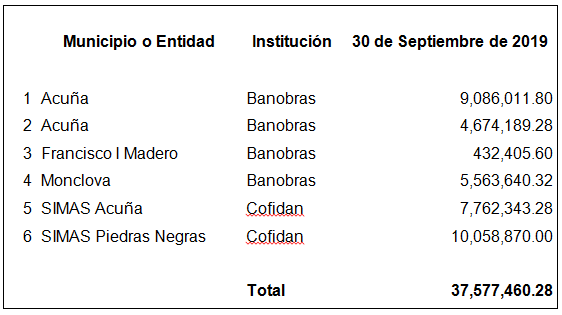 Municipio o Entidad Institución 30 de Septiembre de 2019
1 Acuña Banobras 9,086,011.80
2 Acuña Banobras 4,674,189.28
3 Francisco I Madero Banobras 432,405.60
4 Monclova Banobras 5,563,640.32
5 SIMAS Acuña Cofidan 7,762,343.28
6 SIMAS Piedras Negras Cofidan 10,058,870.00
Total 37,577,460.28